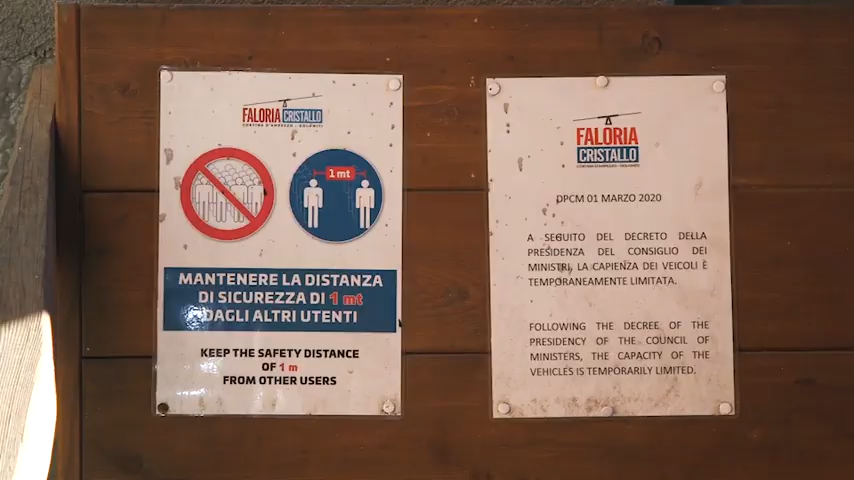 FALORIA CRISTALLO
CORTINA D'AMPEZZO - DOLOMITI
1 mt
MANTENERE LA DISTANZA
DI SICUREZZA DI 1 mt
DAGLI ALTRI UTENTI
KEEP THE SAFETY DISTANCE
OF 1 m
FROM OTHER USERS
FALORIA
CRISTALLO
CORTINA D'AMPEZZO - DOLOMITI
DPCM 01 MARZO 2020
A SEGUITO DEL DECRETO DELLA
PRESIDENZA DEL CONSIGLIO DEI
MINISTRI, LA CAPIENZA DEI VEICOLI È
TEMPORANEAMENTE LIMITATA.
FOLLOWING THE DECREE OF THE
PRESIDENCY OF THE COUNCIL OF
MINISTERS, THE CAPACITY OF THE
VEHICLES IS TEMPORARILY LIMITED.